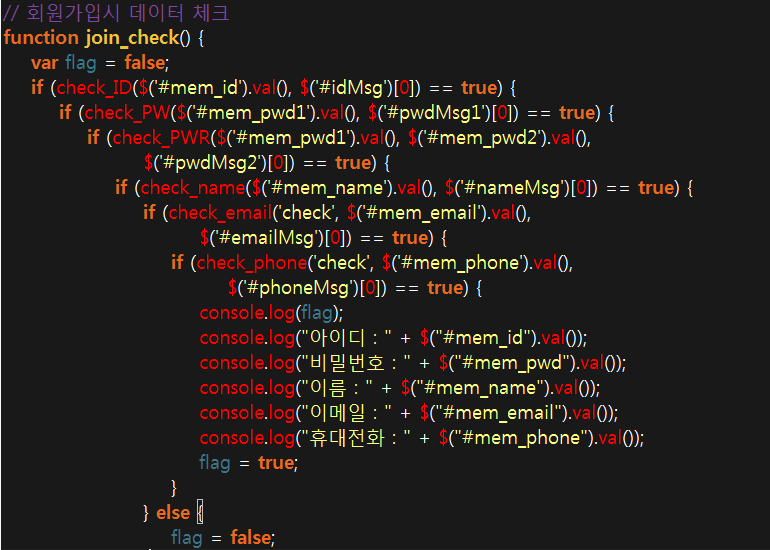 // 회원가입시 데이터 체크
function join_check() {
var flag = false;
if (check_ID($('#mem_id').val(), $('#idMsg')[0]) == true) {
if (check_PW($('#mem_pwd1').val(), $('#pwdMsg1')[0]) == true) {
if (check_PWR($('#mem_pwd1').val(), $('#mem_pwd2').val(),
$('#pwdMsg2')[0]) == true) {
if (check_name($('#mem_name').val(), $('#nameMsg')[0]) == true) {
if (check_email('check', $('#mem_email').val(),
$('#emailMsg')[0]) == true) {
if (check_phone('check', $('#mem_phone').val(),
$('#phoneMsg')[0]) == true) {
console.log(flag);
console.log("아이디 : " + $("#mem_id").val());
console.log("비밀번호 : " + $("#mem_pwd").val());
console.log("이름 : " + $("#mem_name").val());
console.log("이메일 : " + $("#mem_email").val());
console.log("휴대전화 : " + $("#mem_phone").val());
flag = true;
}
} else {
flag = false;